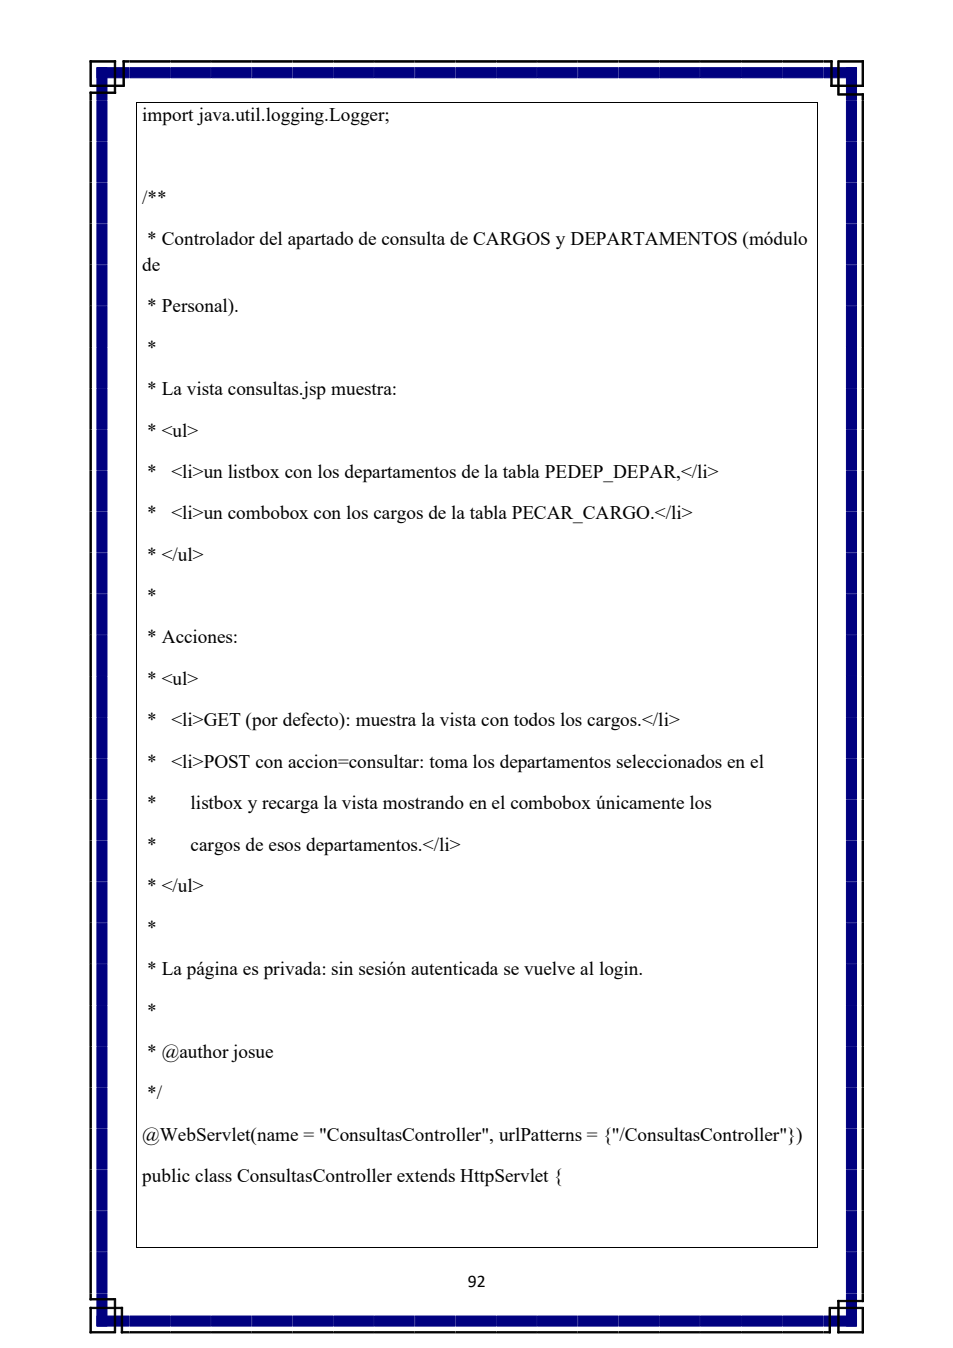 import java.util.logging.Logger;
/**
* Controlador del apartado de consulta de CARGOS y DEPARTAMENTOS (módulo
de
* Personal).
*
* La vista consultas.jsp muestra:
* <ul>
*   <li>un listbox con los departamentos de la tabla PEDEP_DEPAR,</li>
*   <li>un combobox con los cargos de la tabla PECAR_CARGO.</li>
* </ul>
*
* Acciones:
* <ul>
*   <li>GET (por defecto): muestra la vista con todos los cargos.</li>
*   <li>POST con accion=consultar: toma los departamentos seleccionados en el
*       listbox y recarga la vista mostrando en el combobox únicamente los
*       cargos de esos departamentos.</li>
* </ul>
*
* La página es privada: sin sesión autenticada se vuelve al login.
*
* @author josue
*/
@WebServlet(name = "ConsultasController", urlPatterns = {"/ConsultasController"})
public class ConsultasController extends HttpServlet {
92